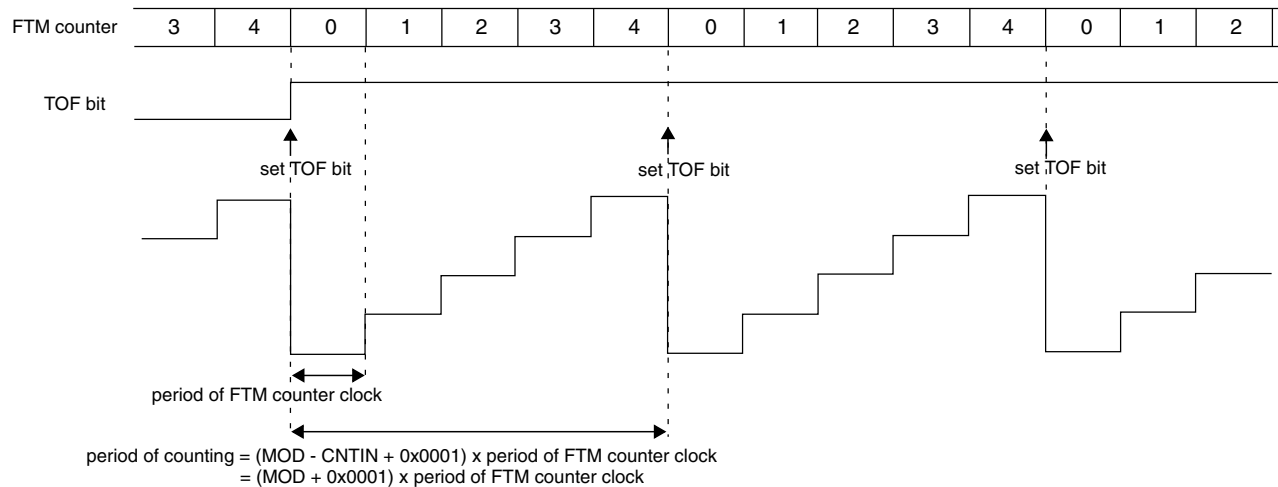 FTM counter 3 4 0 1 2 3 4 0 1 2 3 4 0 1 2
TOF bit
set TOF bit set TOF bit set TOF bit
period of FTM counter clock
period of counting = (MOD - CNTIN + 0x0001) x period of FTM counter clock
= (MOD + 0x0001) x period of FTM counter clock